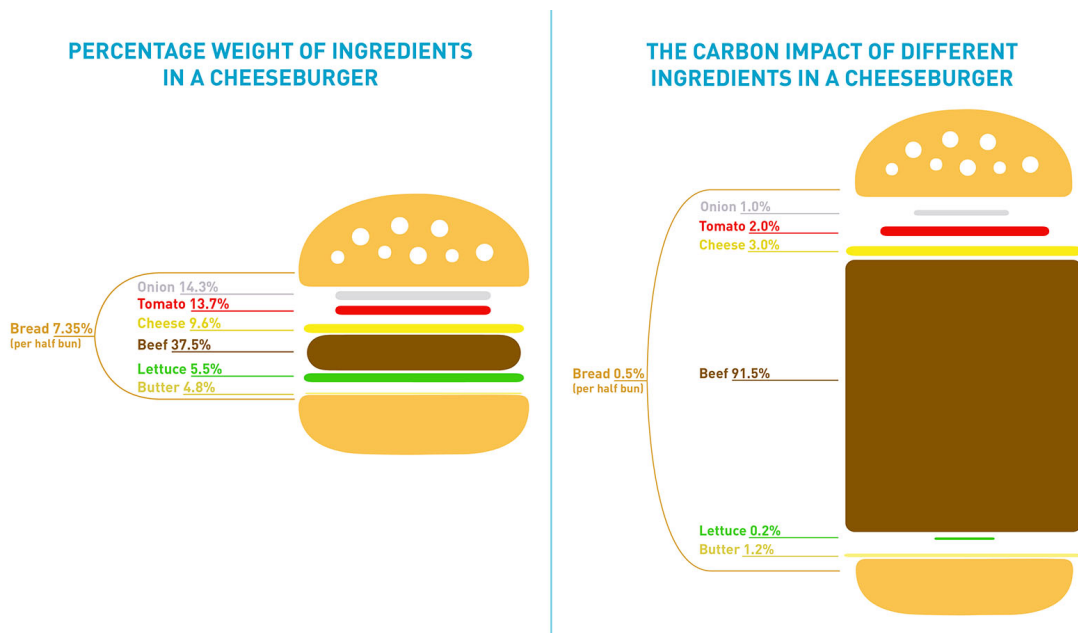 PERCENTAGE WEIGHT OF INGREDIENTS
IN A CHEESEBURGER
Onion 14.3%
Tomato 13.7%
Cheese 9.6%
Bread 7.35%
(per half bun)
Beef 37.5%
Lettuce 5.5%
Butter 4.8%
THE CARBON IMPACT OF DIFFERENT
INGREDIENTS IN A CHEESEBURGER
Onion 1.0%
Tomato 2.0%
Cheese 3.0%
Bread 0.5%
(per half bun)
Beef 91.5%
Lettuce 0.2%
Butter 1.2%